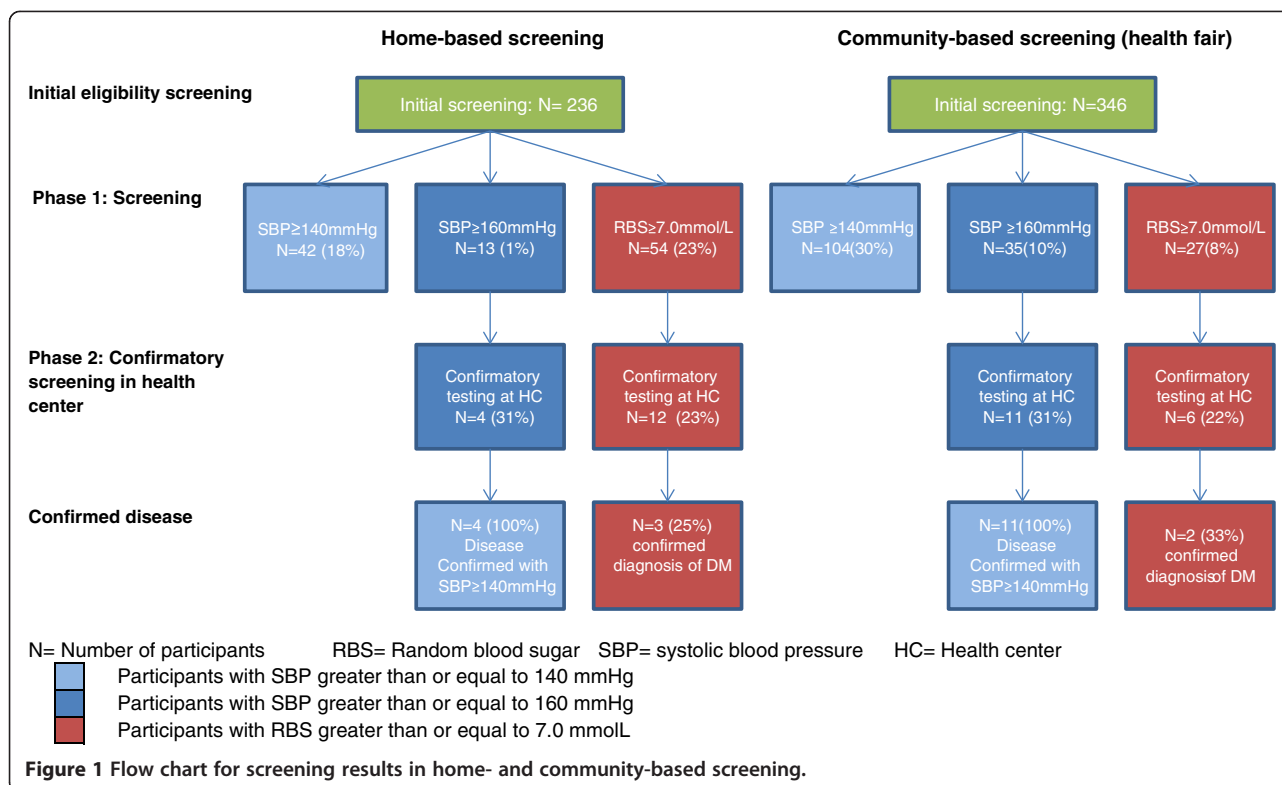 Home-based screening
Community-based screening (health fair)
Initial eligibility screening
Initial screening: N= 236
Initial screening: N=346
Phase 1: Screening
SBP≥140mmHg
N=42 (18%)
SBP≥160mmHg
N=13 (1%)
RBS≥7.0mmol/L
N=54 (23%)
SBP ≥140mmHg
N=104(30%)
SBP ≥160mmHg
N=35(10%)
RBS≥7.0mmol/L
N=27(8%)
Phase 2: Confirmatory
screening in health
center
Confirmatory
testing at HC
N=4 (31%)
Confirmatory
testing at HC
N=12 (23%)
Confirmatory
testing at HC
N=11 (31%)
Confirmatory
testing at HC
N=6 (22%)
Confirmed disease
N=4 (100%)
Disease
Confirmed with
SBP≥140mmHg
N=3 (25%)
confirmed
diagnosis of DM
N=11(100%)
Disease
Confirmed with
SBP≥140mmHg
N=2 (33%)
confirmed
diagnosis of DM
N= Number of participants RBS= Random blood sugar SBP= systolic blood pressure HC= Health center
Participants with SBP greater than or equal to 140 mmHg
Participants with SBP greater than or equal to 160 mmHg
Participants with RBS greater than or equal to 7.0 mmolL
Figure 1 Flow chart for screening results in home- and community-based screening.